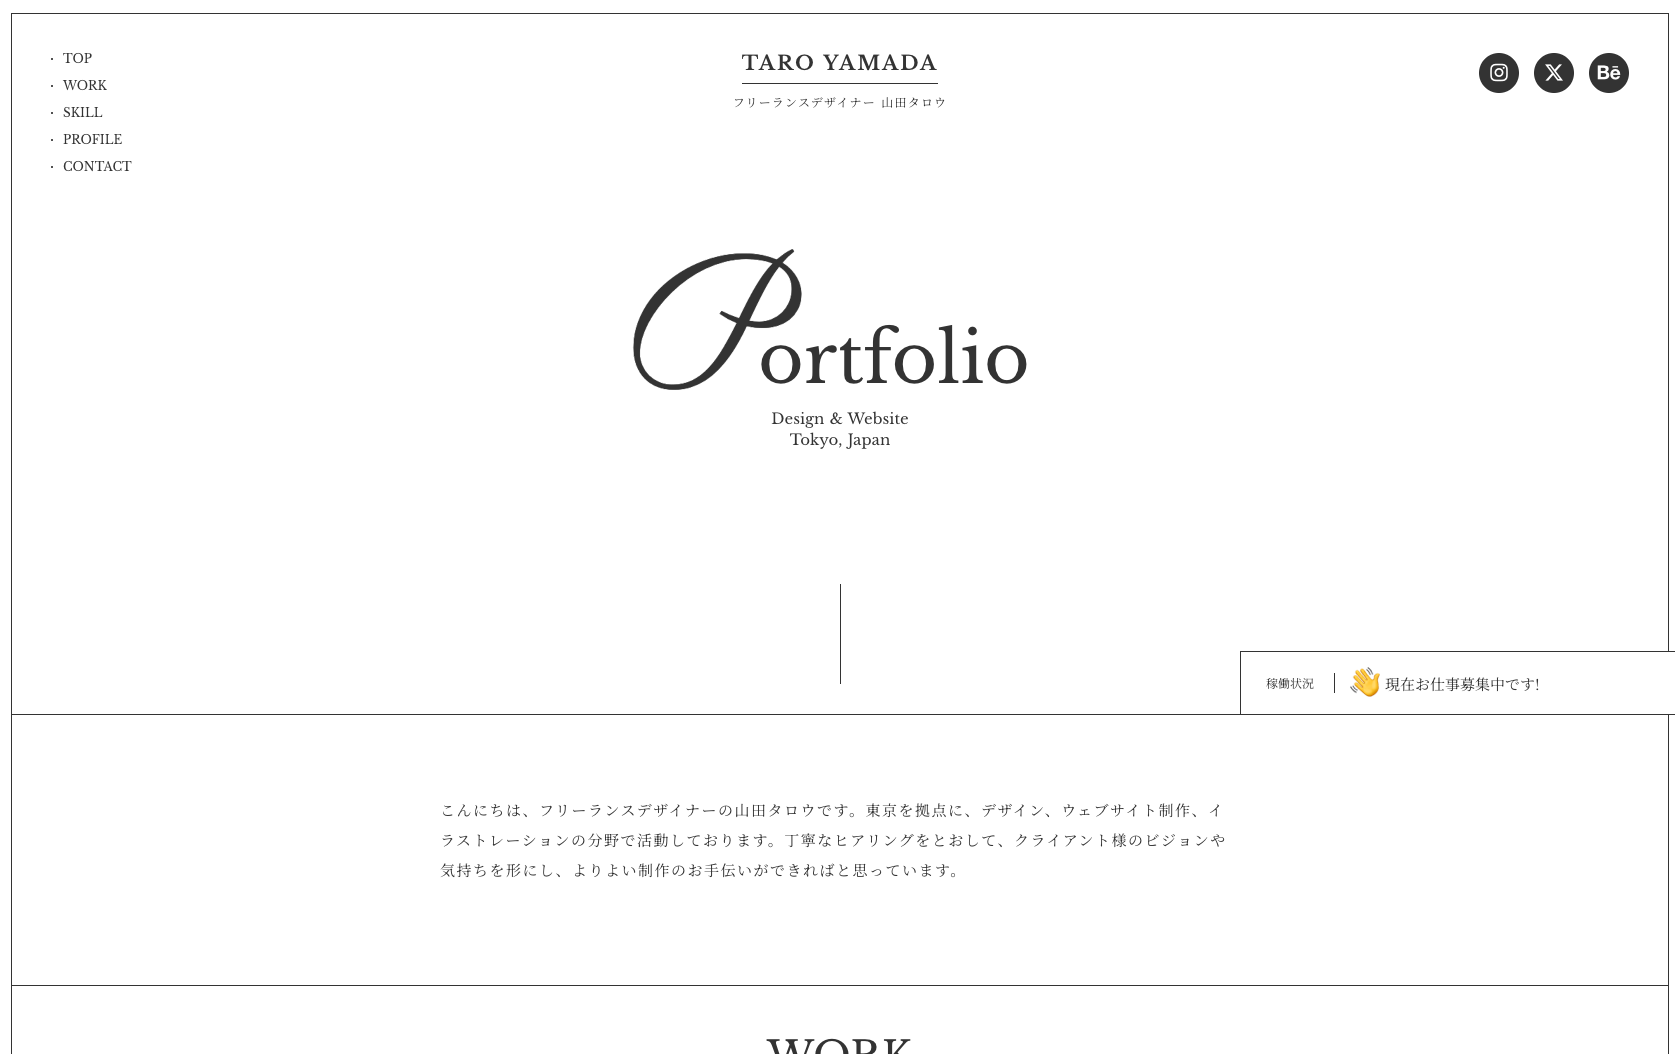 ・ TOP
・ WORK
・ SKILL
・ PROFILE
・ CONTACT
TARO YAMADA
フリーランスデザイナー 山田タロウ
Bē
Portfolio
Design & Website
Tokyo, Japan
稼働状況 👋 現在お仕事募集中です!
こんにちは、フリーランスデザイナーの山田タロウです。東京を拠点に、デザイン、ウェブサイト制作、イ
ラストレーションの分野で活動しております。丁寧なヒアリングをとおして、クライアント様のビジョンや
気持ちを形にし、よりよい制作のお手伝いができればと思っています。
WORK